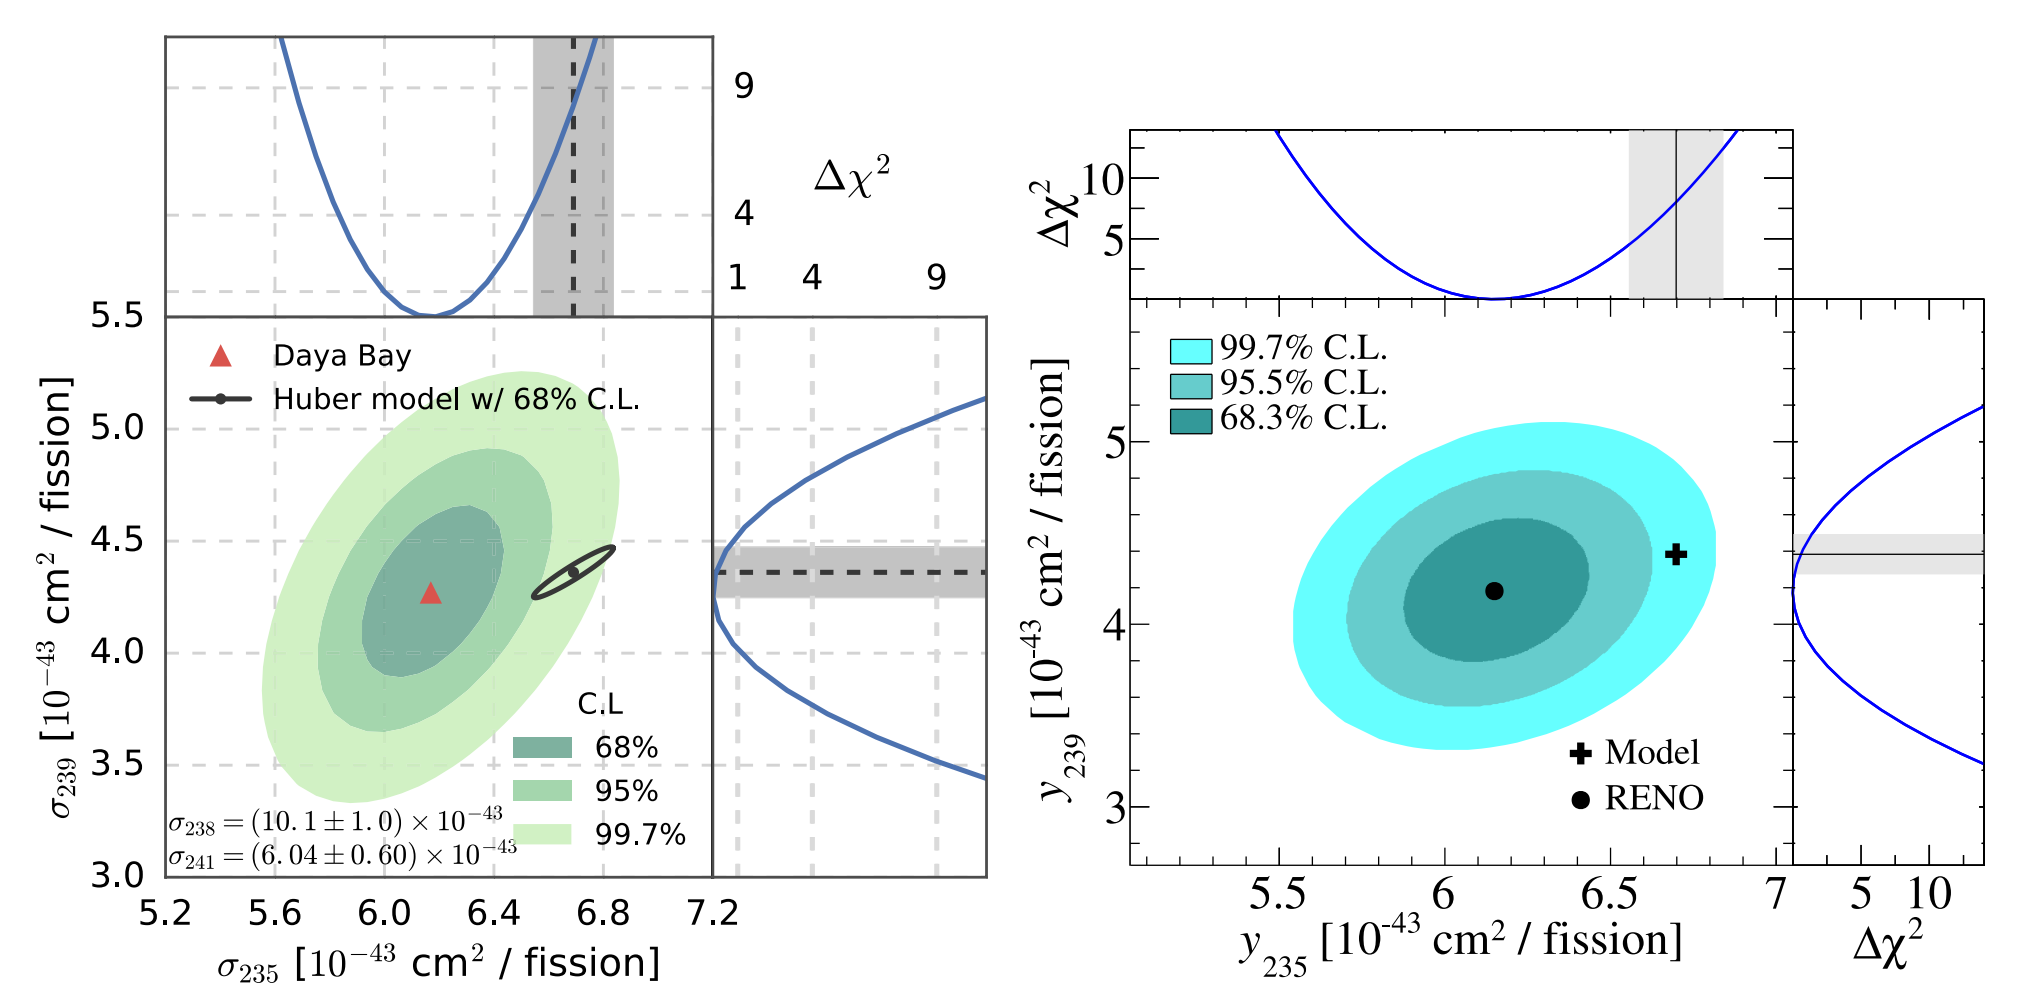 9
4
Δχ²
1 4 9
5.5
5.0
4.5
4.0
3.5
3.0
σ₂₃₉ [10⁻⁴³ cm² / fission]
Daya Bay
Huber model w/ 68% C.L.
C.L
68%
95%
99.7%
σ₂₃₈ = (10.1 ± 1.0) × 10⁻⁴³
σ₂₄₁ = (6.04 ± 0.60) × 10⁻⁴³
5.2 5.6 6.0 6.4 6.8 7.2
σ₂₃₅ [10⁻⁴³ cm² / fission]
Δχ²
10
5
99.7% C.L.
95.5% C.L.
68.3% C.L.
y₂₃₉ [10⁻⁴³ cm² / fission]
5
4
3
Model
RENO
5.5 6 6.5 7
y₂₃₅ [10⁻⁴³ cm² / fission]
5 10
Δχ²